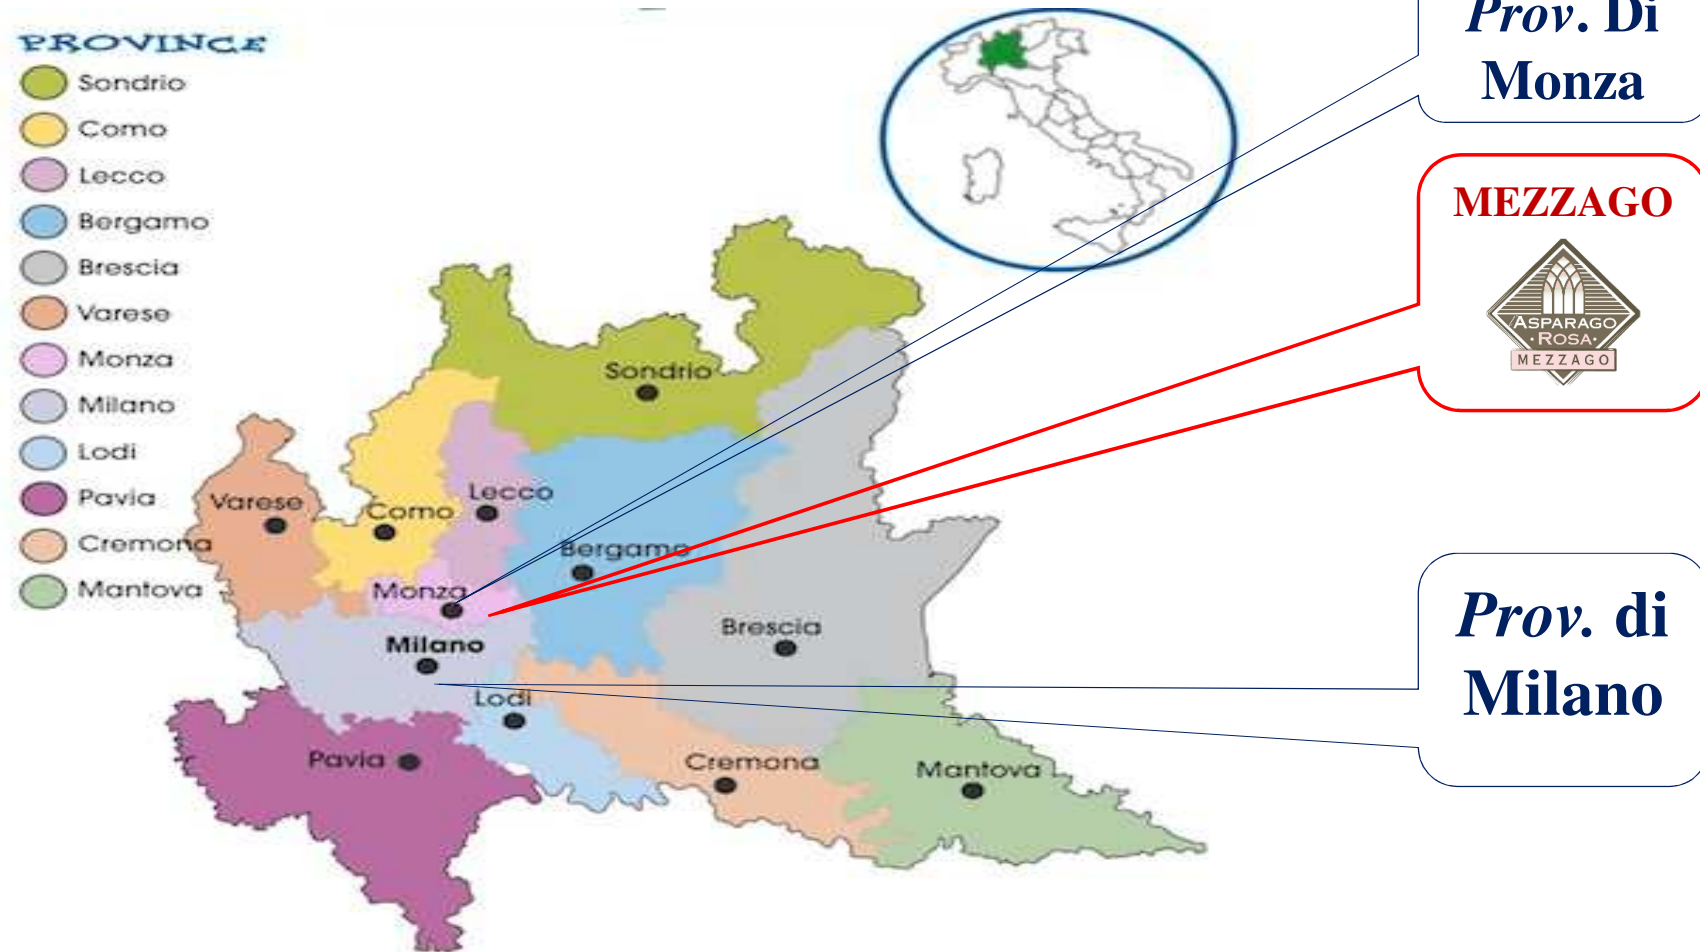 PROVINCE
Sondrio
Como
Lecco
Bergamo
Brescia
Varese
Monza
Milano
Lodi
Pavia
Cremona
Mantova
Sondrio
Lecco
Varese
Como
Bergamo
Monza
Milano
Brescia
Lodi
Pavia
Cremona
Mantova
Prov. Di
Monza
MEZZAGO
ASPARAGO
·ROSA·
MEZZAGO
Prov. di
Milano